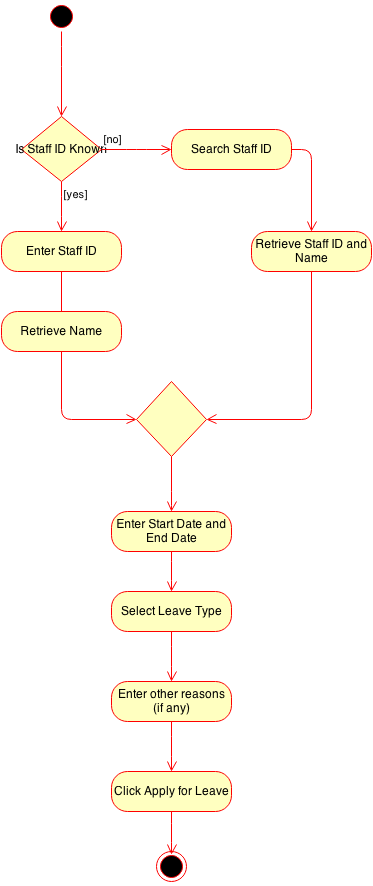 Is Staff ID Known
[no]
Search Staff ID
[yes]
Enter Staff ID
Retrieve Staff ID and
Name
Retrieve Name
Enter Start Date and
End Date
Select Leave Type
Enter other reasons
(if any)
Click Apply for Leave